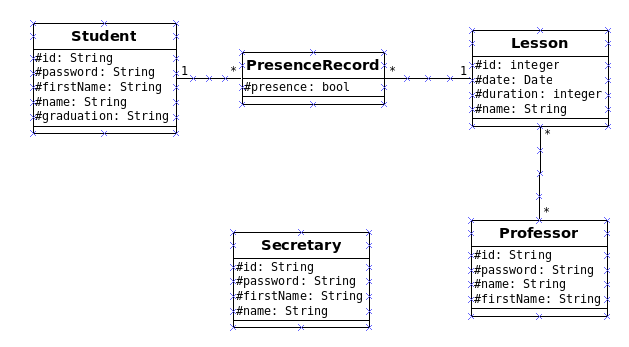 Student
#id: String
#password: String
#firstName: String
#name: String
#graduation: String
1
*
PresenceRecord
#presence: bool
*
1
Lesson
#id: integer
#date: Date
#duration: integer
#name: String
*
*
Secretary
#id: String
#password: String
#firstName: String
#name: String
Professor
#id: String
#password: String
#name: String
#firstName: String